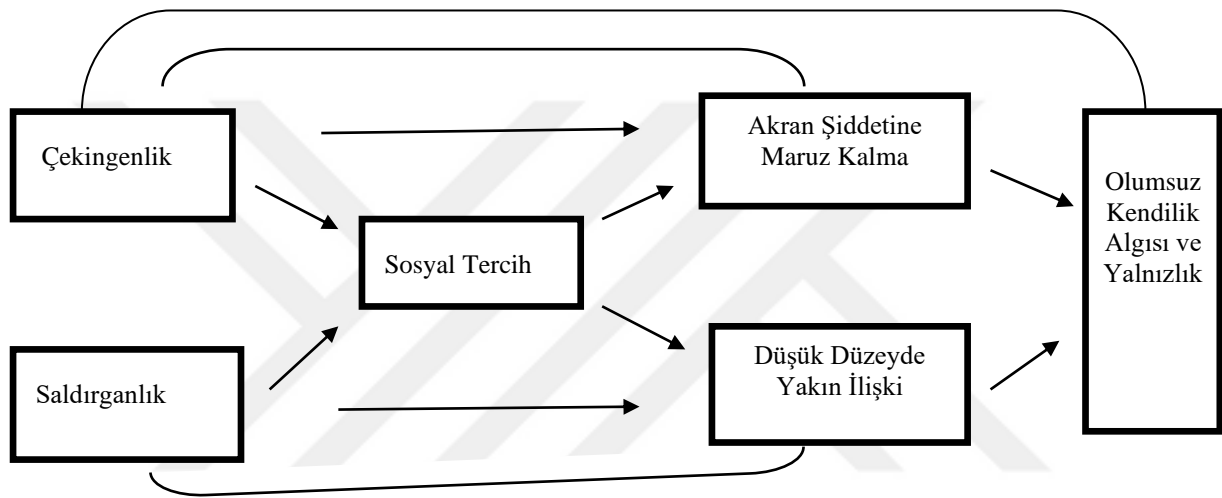 Çekingenlik
Akran Şiddetine
Maruz Kalma
Olumsuz
Kendilik
Algısı ve
Yalnızlık
Sosyal Tercih
Saldırganlık
Düşük Düzeyde
Yakın İlişki